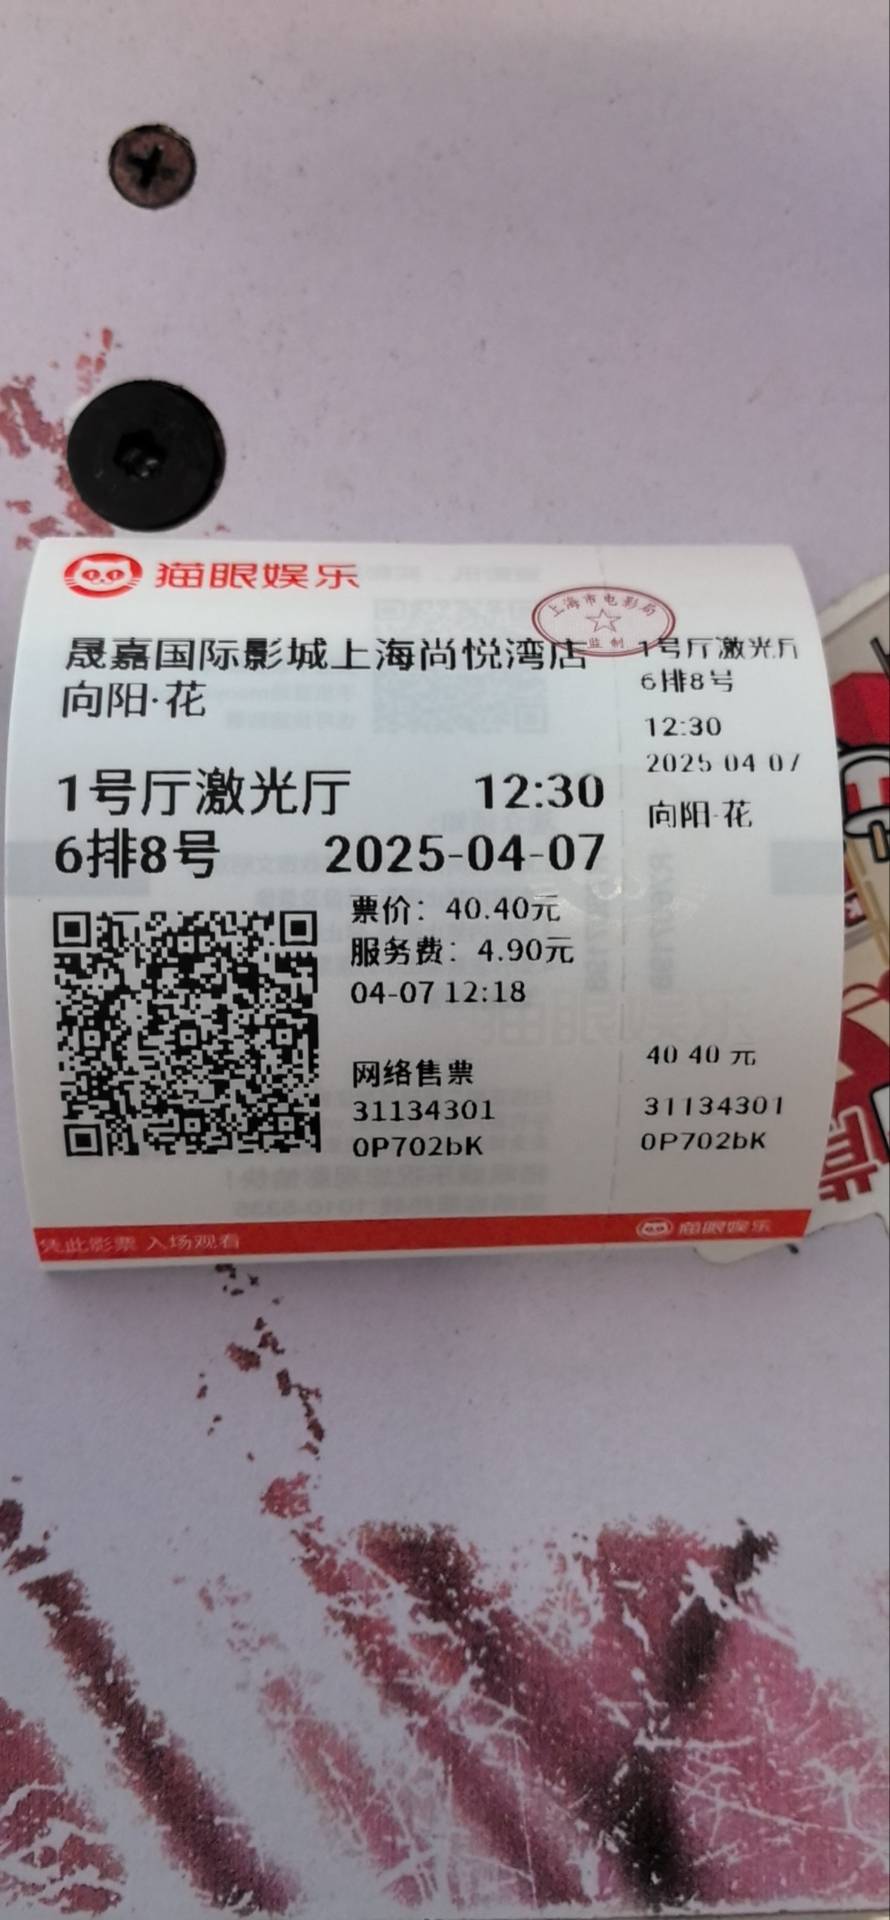 猫眼娱乐
上海市电影局
监制
晟嘉国际影城上海尚悦湾店
向阳·花
1号厅激光厅 12:30
6排8号 2025-04-07
票价：40.40元
服务费：4.90元
04-07 12:18
网络售票
31134301
0P702bK
1号厅激光厅
6排8号
12:30
2025 04 07
向阳·花
40 40 元
31134301
0P702bK
凭此影票 入场观看
猫眼娱乐